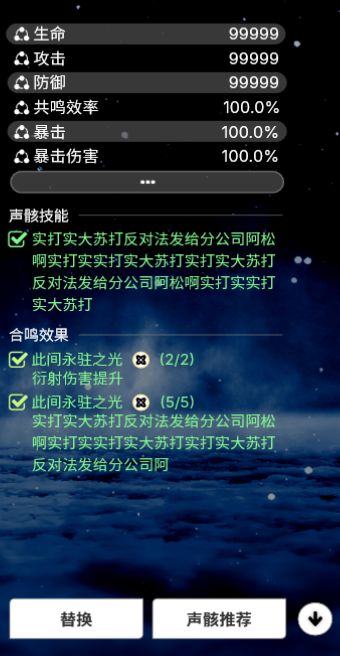 生命 99999
攻击 99999
防御 99999
共鸣效率 100.0%
暴击 100.0%
暴击伤害 100.0%
声骸技能
实打实大苏打反对法发给分公司阿松
啊实打实实打实大苏打实打实大苏打
反对法发给分公司阿松啊实打实实打
实大苏打
合鸣效果
此间永驻之光 (2/2)
衍射伤害提升
此间永驻之光 (5/5)
实打实大苏打反对法发给分公司阿松
啊实打实实打实大苏打实打实大苏打
反对法发给分公司阿
替换 声骸推荐